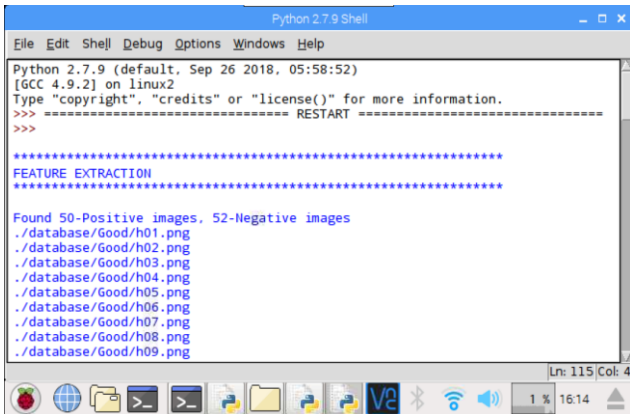 Python 2.7.9 Shell
File Edit Shell Debug Options Windows Help
Python 2.7.9 (default, Sep 26 2018, 05:58:52)
[GCC 4.9.2] on linux2
Type "copyright", "credits" or "license()" for more information.
>>> ================================ RESTART ================================
>>>
****************************************************************
FEATURE EXTRACTION
****************************************************************
Found 50-Positive images, 52-Negative images
./database/Good/h01.png
./database/Good/h02.png
./database/Good/h03.png
./database/Good/h04.png
./database/Good/h05.png
./database/Good/h06.png
./database/Good/h07.png
./database/Good/h08.png
./database/Good/h09.png
Ln: 115 Col: 4
>_ >_ V2 1 % 16:14